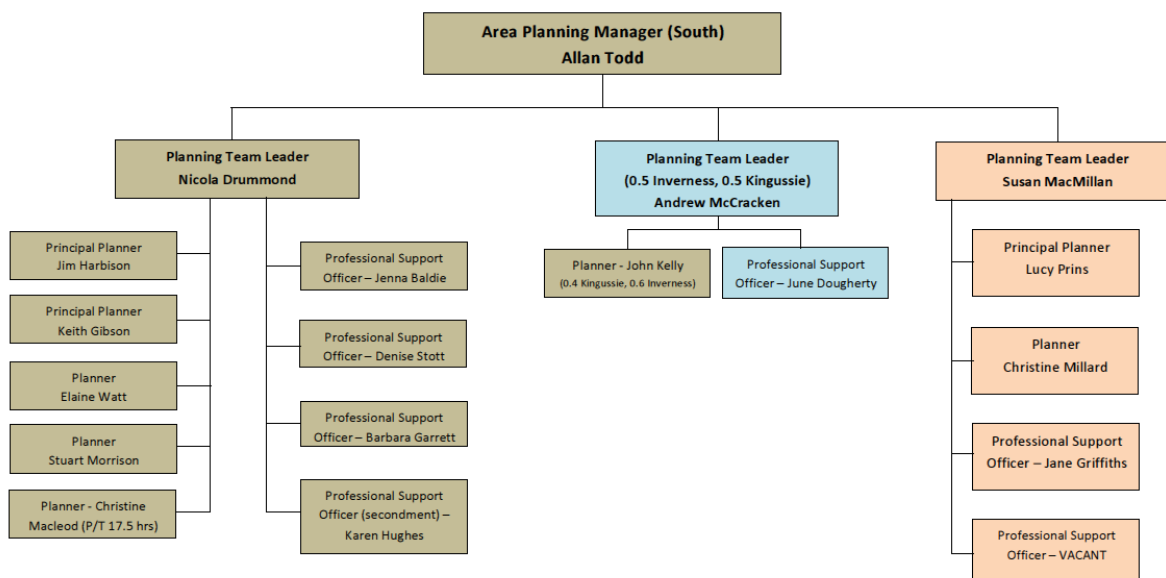 Area Planning Manager (South)
Allan Todd
Planning Team Leader
Nicola Drummond
Principal Planner
Jim Harbison
Principal Planner
Keith Gibson
Planner
Elaine Watt
Planner
Stuart Morrison
Planner - Christine
Macleod (P/T 17.5 hrs)
Professional Support
Officer – Jenna Baldie
Professional Support
Officer – Denise Stott
Professional Support
Officer – Barbara Garrett
Professional Support
Officer (secondment) –
Karen Hughes
Planning Team Leader
(0.5 Inverness, 0.5 Kingussie)
Andrew McCracken
Planner - John Kelly
(0.4 Kingussie, 0.6 Inverness)
Professional Support
Officer – June Dougherty
Planning Team Leader
Susan MacMillan
Principal Planner
Lucy Prins
Planner
Christine Millard
Professional Support
Officer – Jane Griffiths
Professional Support
Officer – VACANT